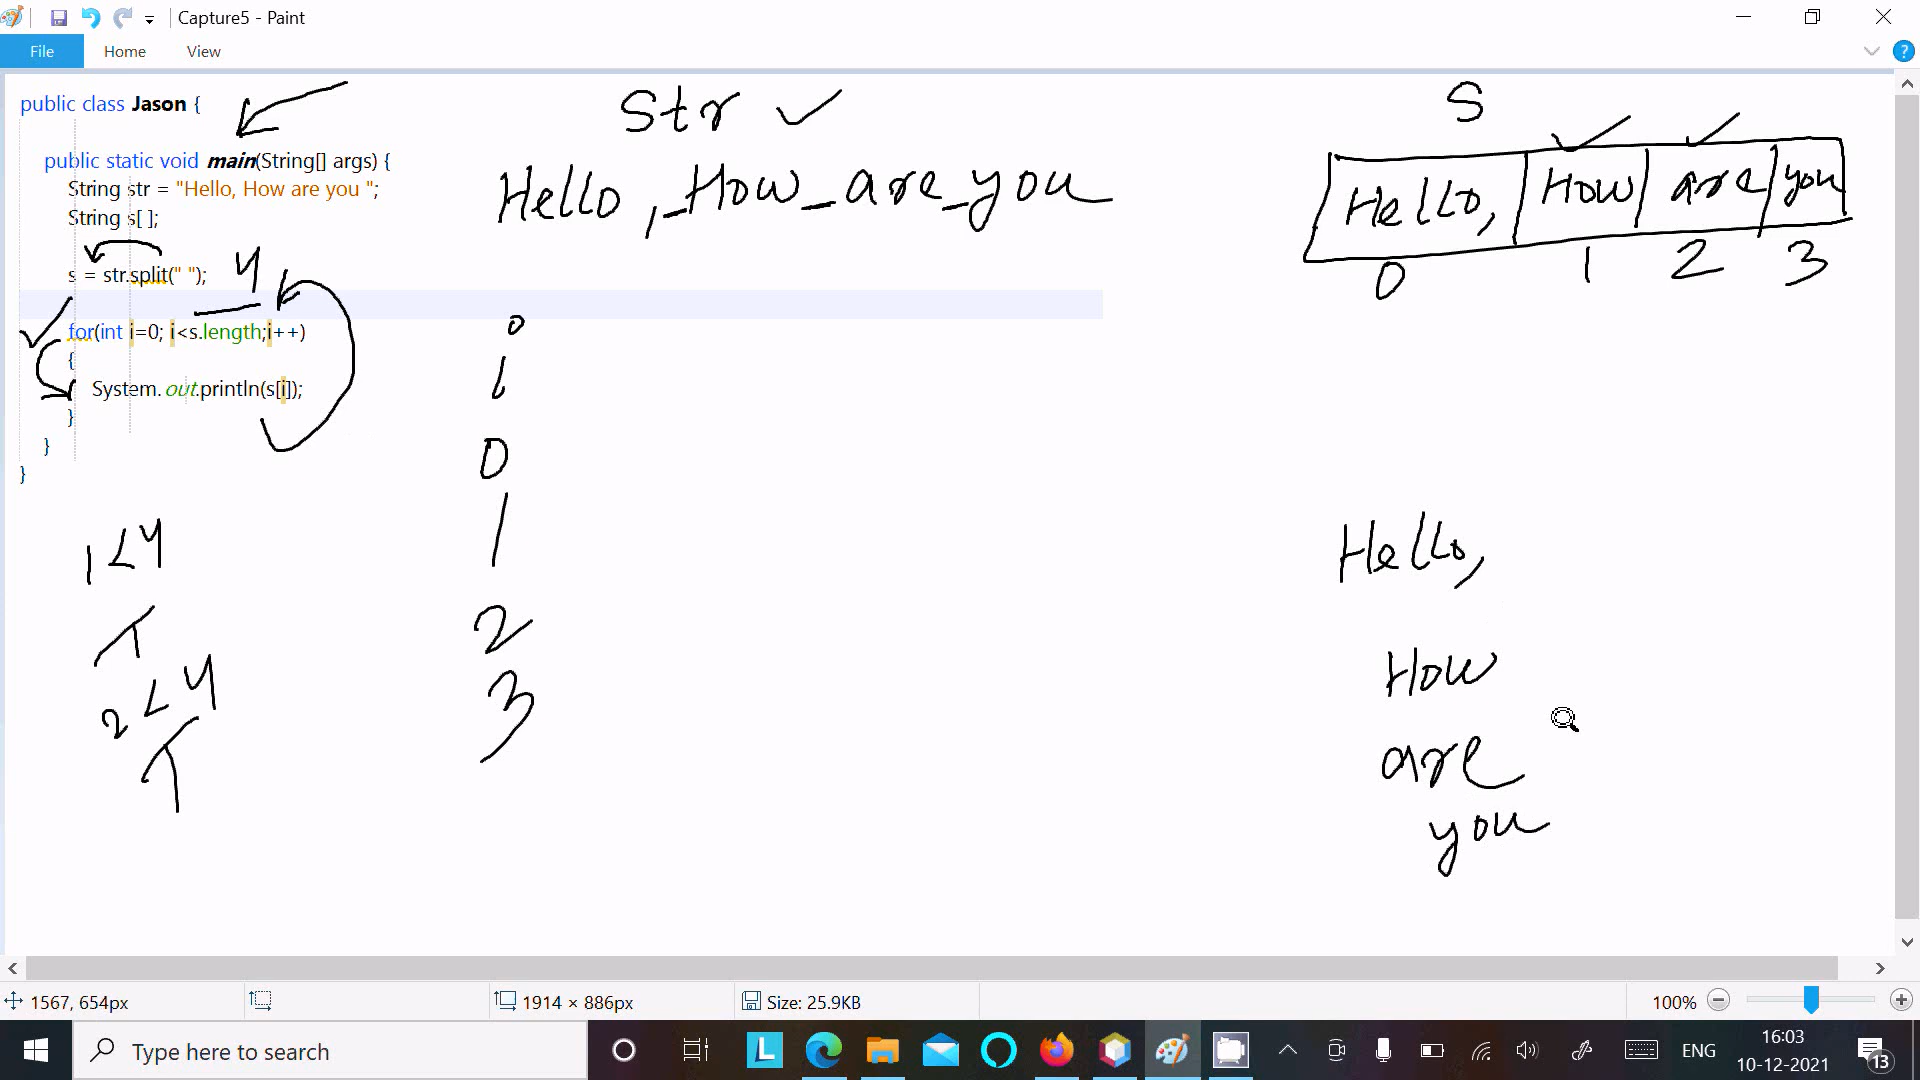 Capture5 - Paint
File Home View
public class Jason {
public static void main(String[] args) {
String str = "Hello, How are you ";
String s[ ];
s = str.split(" ");
for(int i=0; i<s.length;i++)
{
System.out.println(s[i]);
}
}
}
4
Str
Hello,_How_are_you
S
Hello, How are you
0 1 2 3
0
1
0
1
2
3
1<4
T
2<4
T
Hello,
How
are
you
1567, 654px
1914 × 886px
Size: 25.9KB
100%
Type here to search
L
ENG
16:03
10-12-2021
13